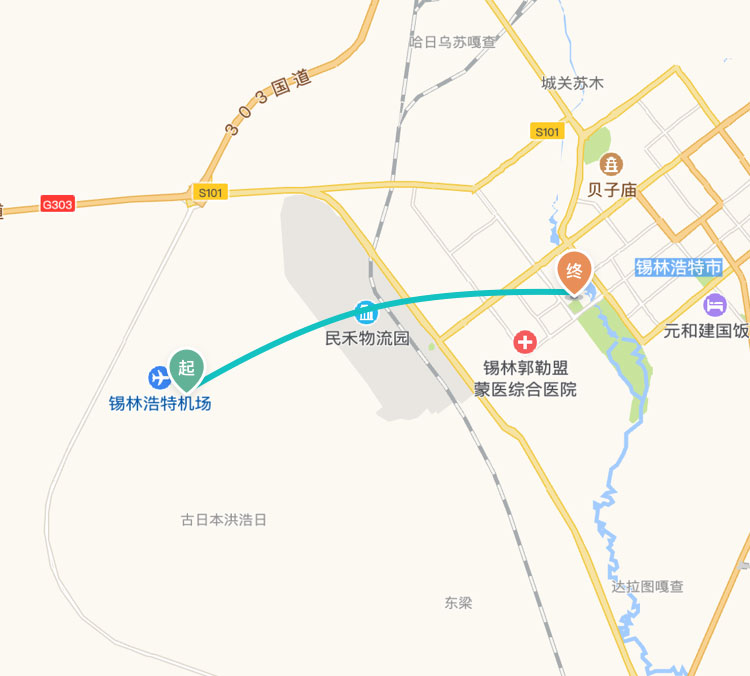 哈日乌苏嘎查
303国道
城关苏木
S101
贝子庙
S101
G303
道
终
锡林浩特市
元和建国饭
民禾物流园
起
锡林郭勒盟
蒙医综合医院
锡林浩特机场
古日本洪浩日
达拉图嘎查
东梁